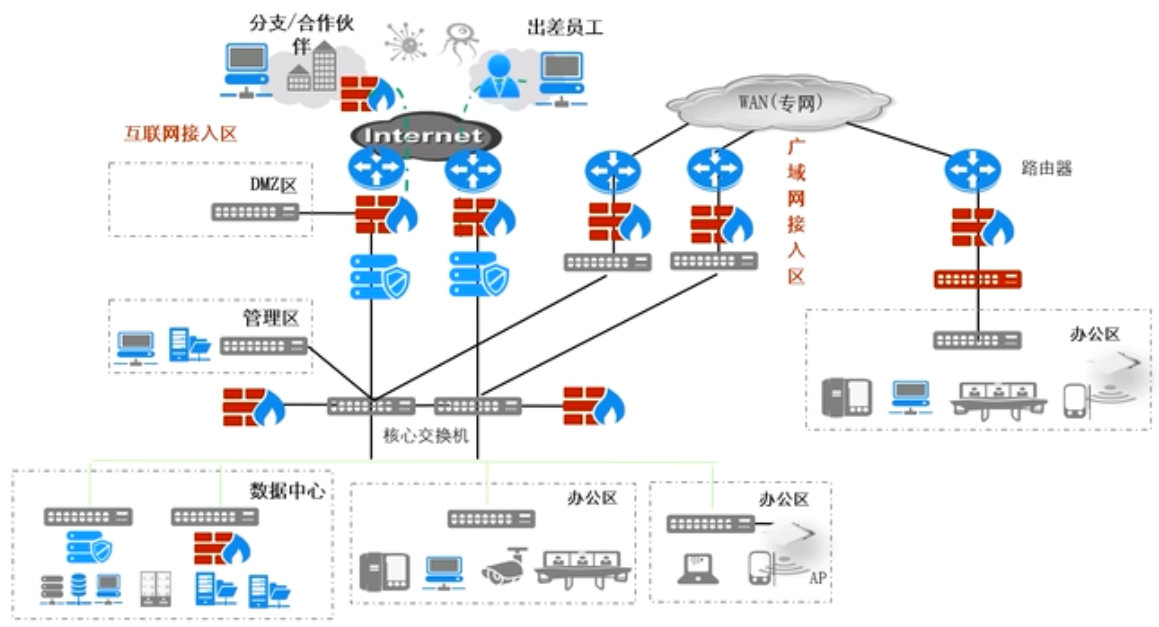 分支/合作伙
伴
出差员工
WAN(专网)
互联网接入区
Internet
广
域
网
接
入
区
路由器
DMZ区
管理区
办公区
核心交换机
数据中心
办公区
办公区
AP